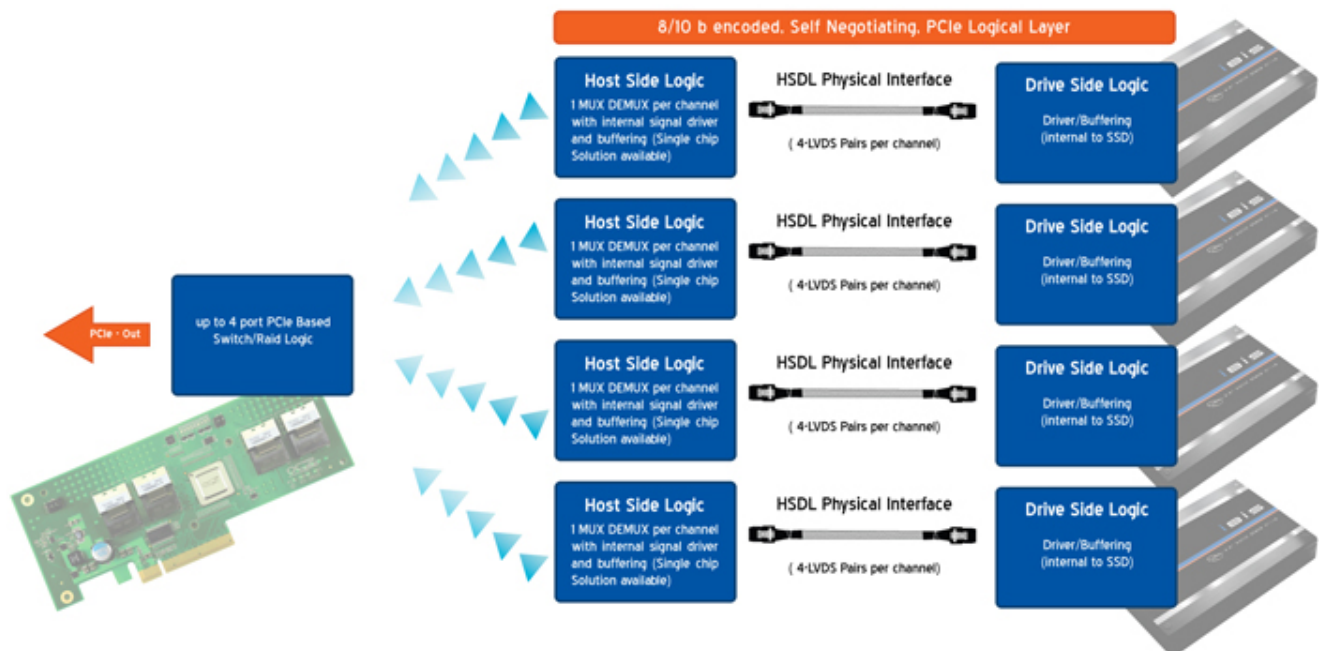 8/10 b encoded. Self Negotiating. PCIe Logical Layer
Host Side Logic
1 MUX DEMUX per channel
with internal signal driver
and buffering (Single chip
Solution available)
HSDL Physical Interface
( 4-LVDS Pairs per channel)
Drive Side Logic
Driver/Buffering
(internal to SSD)
ibis
Host Side Logic
1 MUX DEMUX per channel
with internal signal driver
and buffering (Single chip
Solution available)
HSDL Physical Interface
( 4-LVDS Pairs per channel)
Drive Side Logic
Driver/Buffering
(internal to SSD)
ibis
PCIe - Out
up to 4 port PCIe Based
Switch/Raid Logic
Host Side Logic
1 MUX DEMUX per channel
with internal signal driver
and buffering (Single chip
Solution available)
HSDL Physical Interface
( 4-LVDS Pairs per channel)
Drive Side Logic
Driver/Buffering
(internal to SSD)
ibis
Host Side Logic
1 MUX DEMUX per channel
with internal signal driver
and buffering (Single chip
Solution available)
HSDL Physical Interface
( 4-LVDS Pairs per channel)
Drive Side Logic
Driver/Buffering
(internal to SSD)
ibis